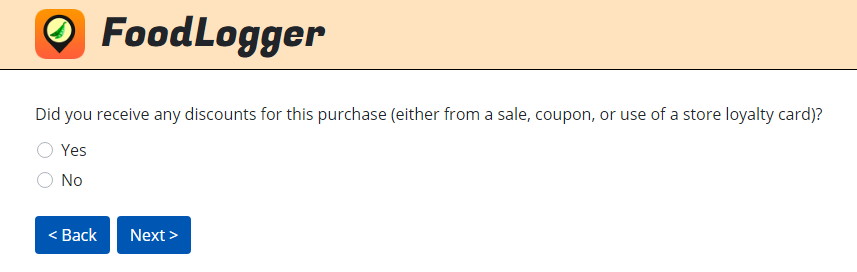 FoodLogger
Did you receive any discounts for this purchase (either from a sale, coupon, or use of a store loyalty card)?
Yes
No
< Back Next >